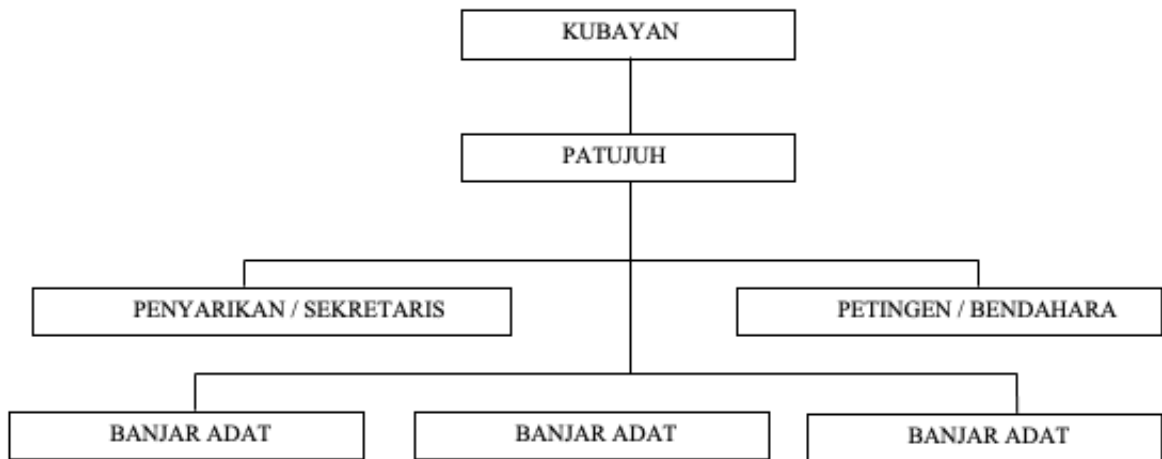 KUBAYAN
PATUJUH
PENYARIKAN / SEKRETARIS
PETINGEN / BENDAHARA
BANJAR ADAT
BANJAR ADAT
BANJAR ADAT